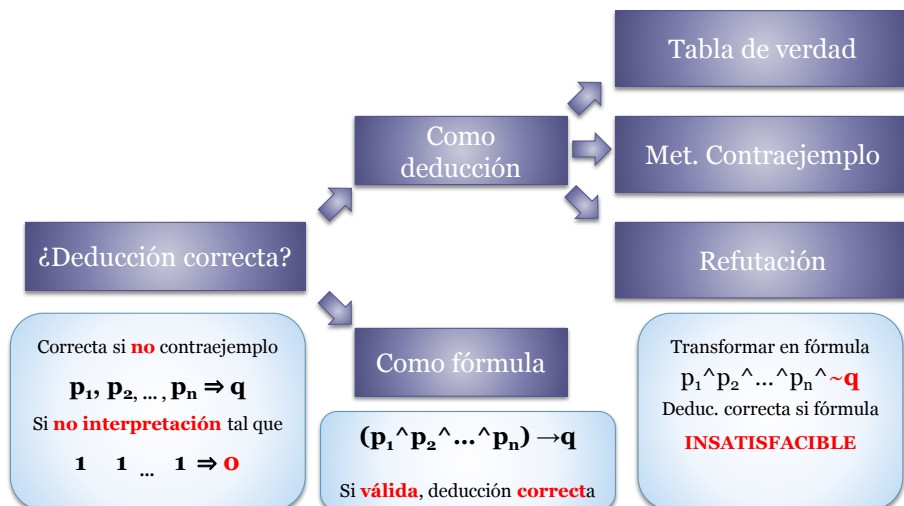 Tabla de verdad
Como
deducción
Met. Contraejemplo
¿Deducción correcta?
Refutación
Correcta si no contraejemplo
p₁, p₂, ... , pₙ ⇒ q
Si no interpretación tal que
1 1 ... 1 ⇒ 0
Como fórmula
(p₁^p₂^...^pₙ) →q
Si válida, deducción correcta
Transformar en fórmula
p₁^p₂^...^pₙ^~q
Deduc. correcta si fórmula
INSATISFACIBLE